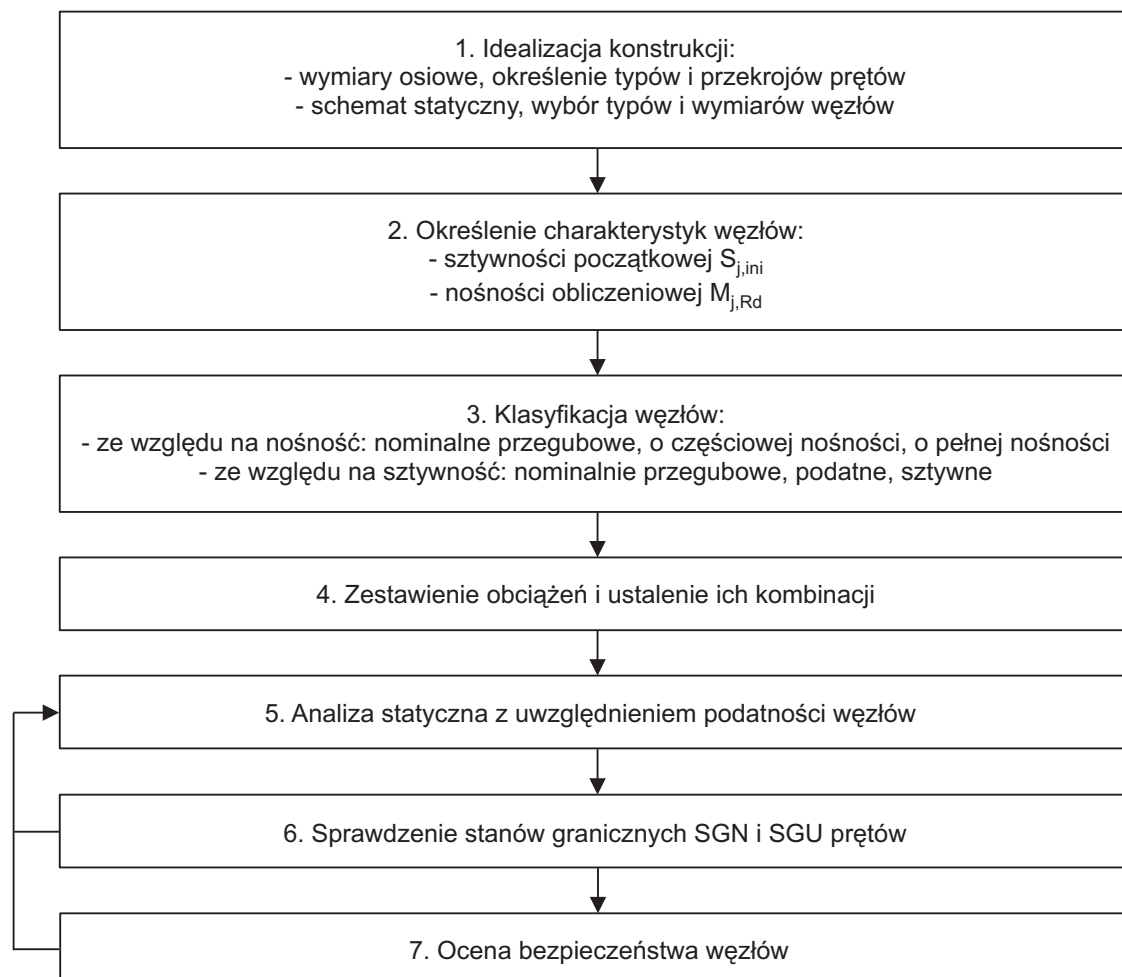 1. Idealizacja konstrukcji:
- wymiary osiowe, określenie typów i przekrojów prętów
- schemat statyczny, wybór typów i wymiarów węzłów
2. Określenie charakterystyk węzłów:
- sztywności początkowej S_{j,ini}
- nośności obliczeniowej M_{j,Rd}
3. Klasyfikacja węzłów:
- ze względu na nośność: nominalne przegubowe, o częściowej nośności, o pełnej nośności
- ze względu na sztywność: nominalnie przegubowe, podatne, sztywne
4. Zestawienie obciążeń i ustalenie ich kombinacji
5. Analiza statyczna z uwzględnieniem podatności węzłów
6. Sprawdzenie stanów granicznych SGN i SGU prętów
7. Ocena bezpieczeństwa węzłów